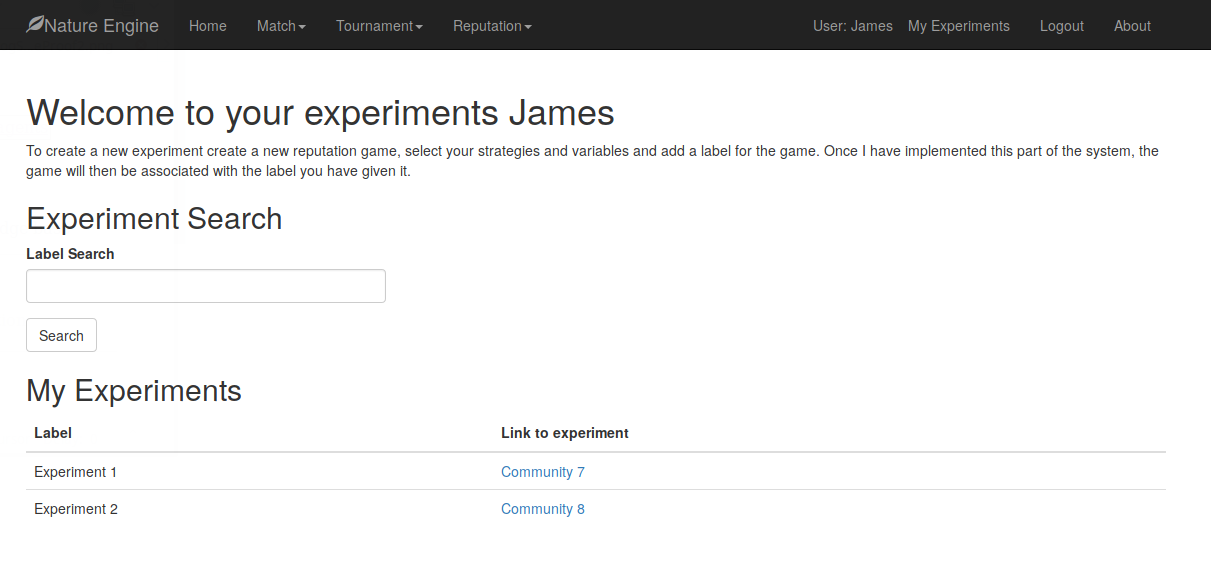 Nature Engine Home Match Tournament Reputation User: James My Experiments Logout About
Welcome to your experiments James
To create a new experiment create a new reputation game, select your strategies and variables and add a label for the game. Once I have implemented this part of the system, the
game will then be associated with the label you have given it.
Experiment Search
Label Search
Search
My Experiments
Label Link to experiment
Experiment 1 Community 7
Experiment 2 Community 8